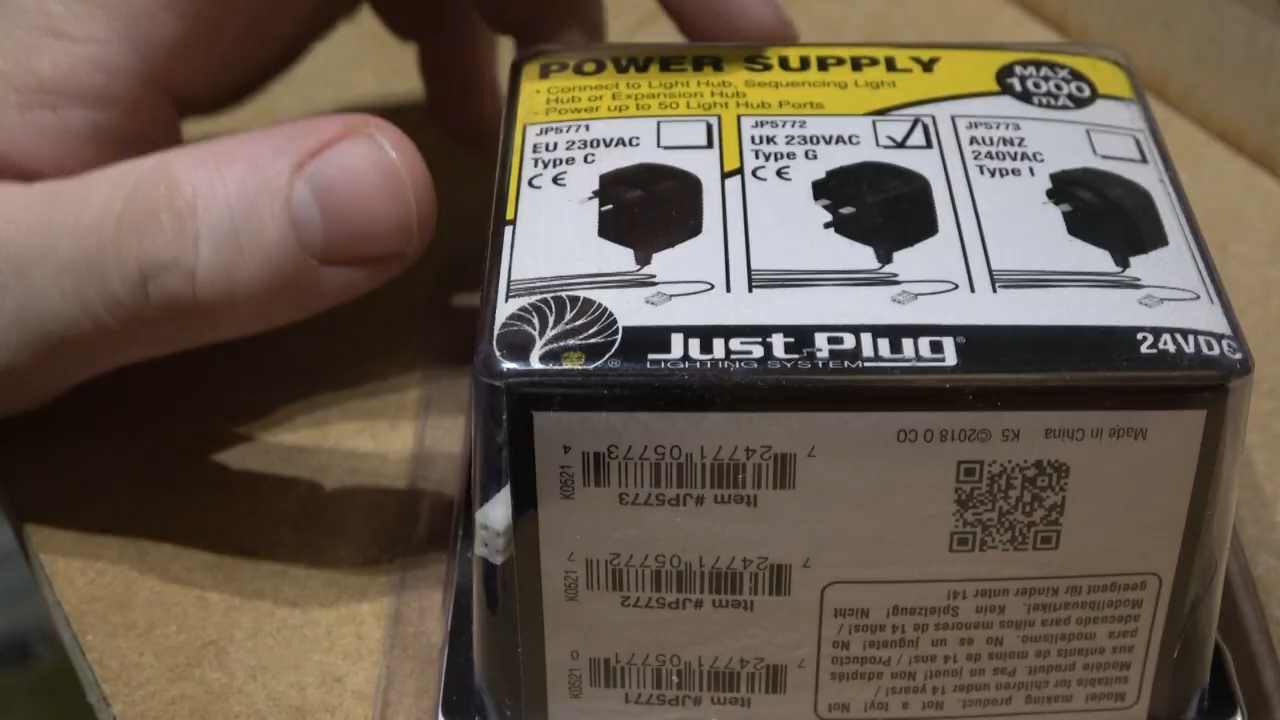 POWER SUPPLY
• Connect to Light Hub, Sequencing Light
Hub or Expansion Hub
• Power up to 50 Light Hub Ports
MAX
1000
mA
JP5771
EU 230VAC
Type C
CE
JP5772
UK 230VAC
Type G
CE
JP5773
AU/NZ
240VAC
Type I
®
Just Plug®
LIGHTING SYSTEM
24VDC
Made in China K5 ©2018 O CO
7 24771 05773 4
K0521
Item #JP5773
7 24771 05772 7
K0521
Item #JP5772
7 24771 05771 0
K0521
Item #JP5771
Model making product. Not a toy! Not
suitable for children under 14 years! /
Modèle produit. Pas un jouet! Non adaptés
aux enfants de moins de 14 ans! / Producto
para modelismo. No es un juguete! No
adecuado para niños menores de 14 años! /
Modelbauartikel. Kein Spielzeug! Nicht
geeignet für Kinder unter 14!